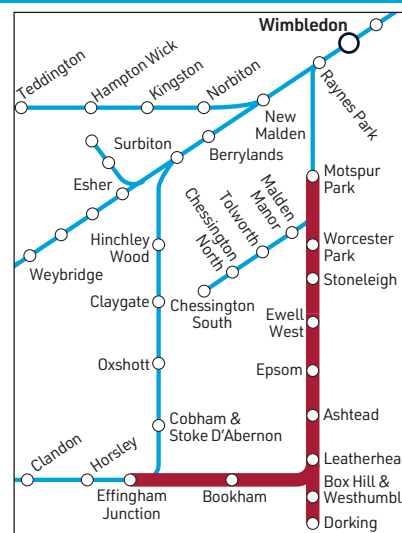 Wimbledon
Teddington
Hampton Wick
Kingston
Norbiton
Raynes Park
New
Malden
Surbiton
Berrylands
Esher
Motspur
Park
Malden
Manor
Tolworth
Chessington
North
Hinchley
Wood
Worcester
Park
Weybridge
Stoneleigh
Claygate
Chessington
South
Ewell
West
Oxshott
Epsom
Cobham &
Stoke D'Abernon
Ashtead
Clandon
Horsley
Leatherhea
Effingham
Junction
Bookham
Box Hill &
Westhumbl
Dorking